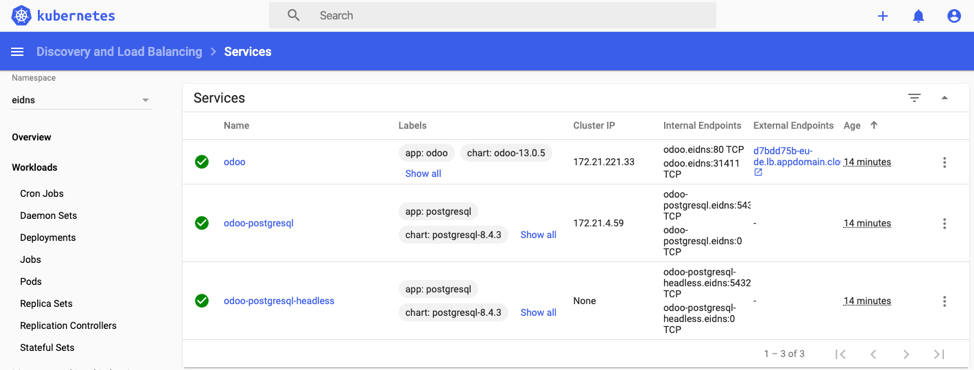 kubernetes
Search
Discovery and Load Balancing > Services
Namespace
eidns
Overview
Workloads
Cron Jobs
Daemon Sets
Deployments
Jobs
Pods
Replica Sets
Replication Controllers
Stateful Sets
Services
Name Labels Cluster IP Internal Endpoints External Endpoints Age
odoo
app: odoo chart: odoo-13.0.5
Show all
172.21.221.33
odoo.eidns:80 TCP
odoo.eidns:31411
TCP
d7bdd75b-eu-
de.lb.appdomain.clo
14 minutes
odoo-postgresql
app: postgresql
chart: postgresql-8.4.3 Show all
172.21.4.59
odoo-
postgresql.eidns:543
TCP
odoo-
postgresql.eidns:0
TCP
-
14 minutes
odoo-postgresql-headless
app: postgresql
chart: postgresql-8.4.3 Show all
None
odoo-postgresql-
headless.eidns:5432
TCP
odoo-postgresql-
headless.eidns:0
TCP
-
14 minutes
1 – 3 of 3